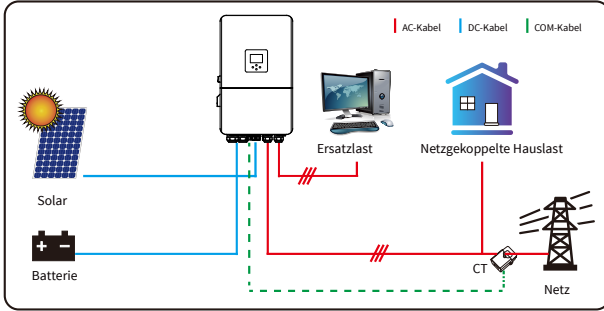 AC-Kabel DC-Kabel COM-Kabel
Ersatzlast
Netzgekoppelte Hauslast
Solar
Batterie
CT
Netz